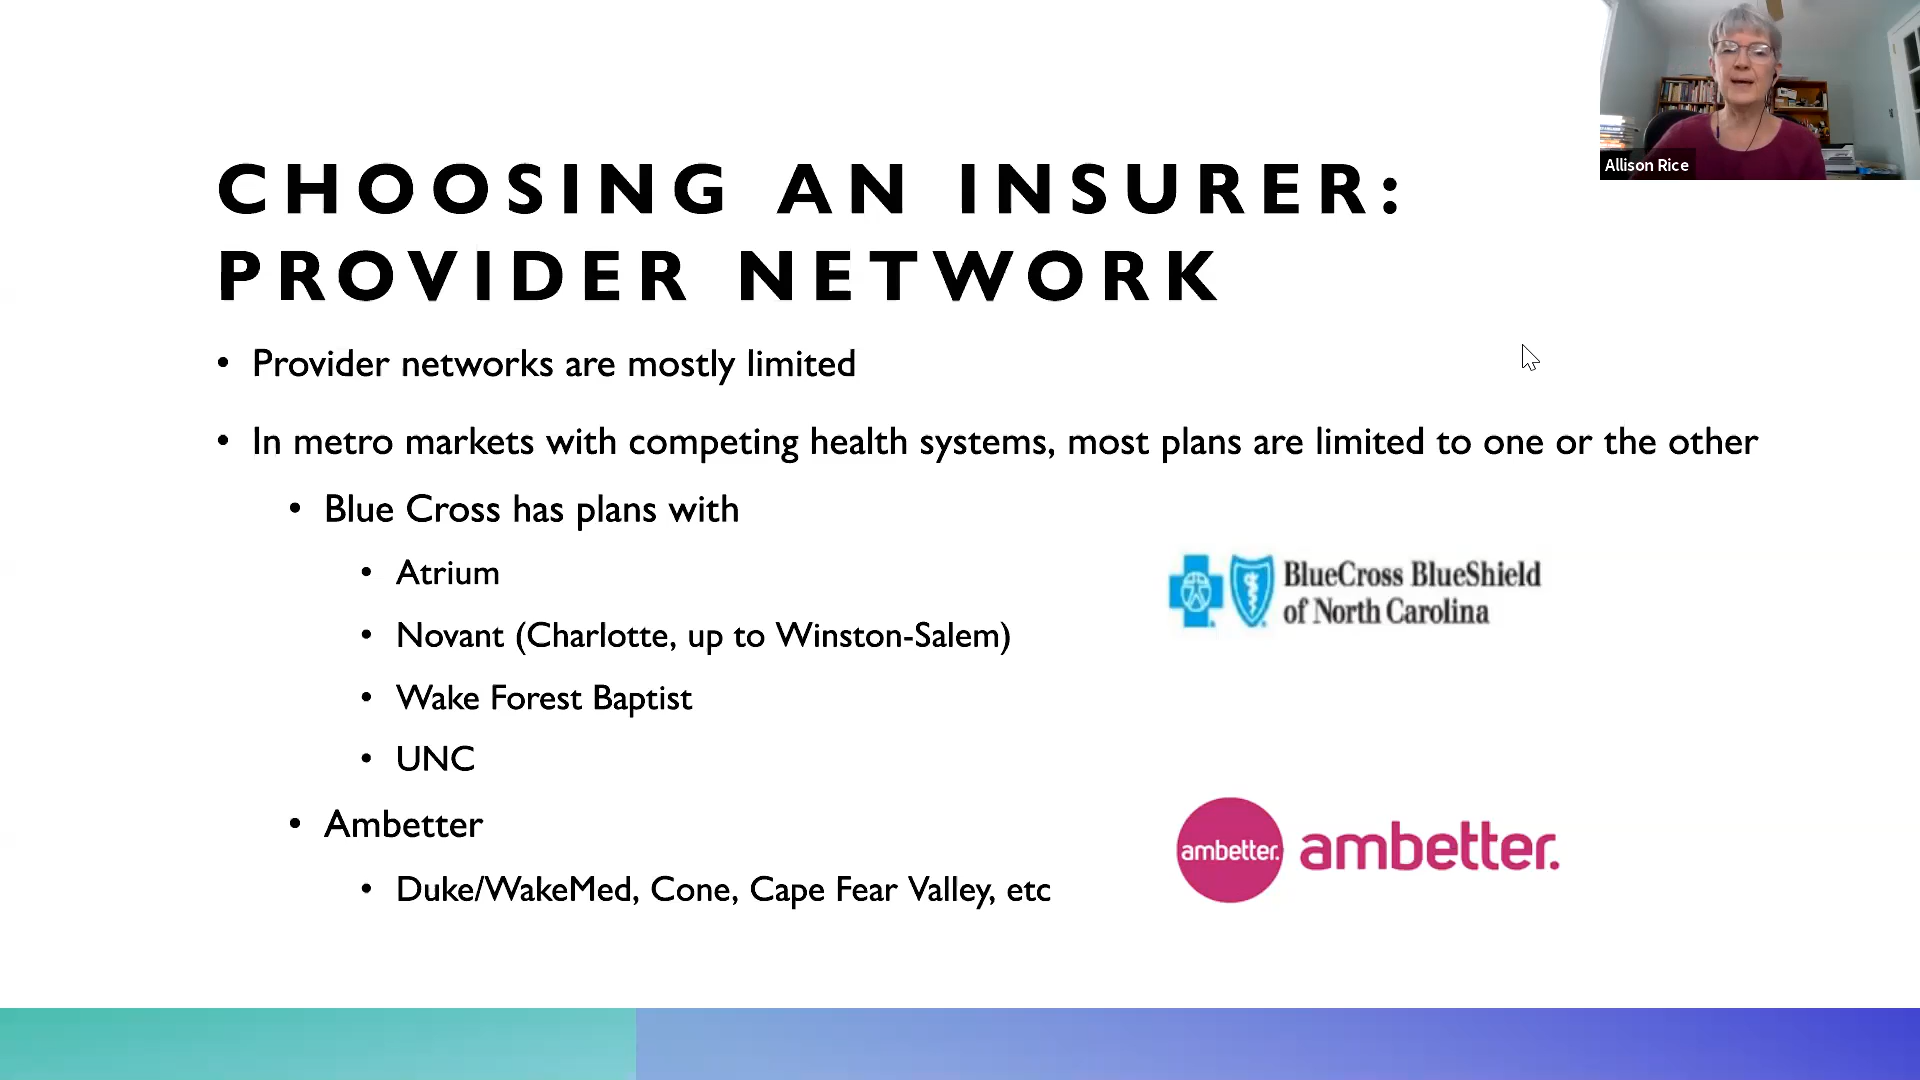 Allison Rice
CHOOSING AN INSURER:
PROVIDER NETWORK
• Provider networks are mostly limited
• In metro markets with competing health systems, most plans are limited to one or the other
• Blue Cross has plans with
• Atrium
• Novant (Charlotte, up to Winston-Salem)
• Wake Forest Baptist
• UNC
BlueCross BlueShield
of North Carolina
• Ambetter
• Duke/WakeMed, Cone, Cape Fear Valley, etc
ambetter.
ambetter.